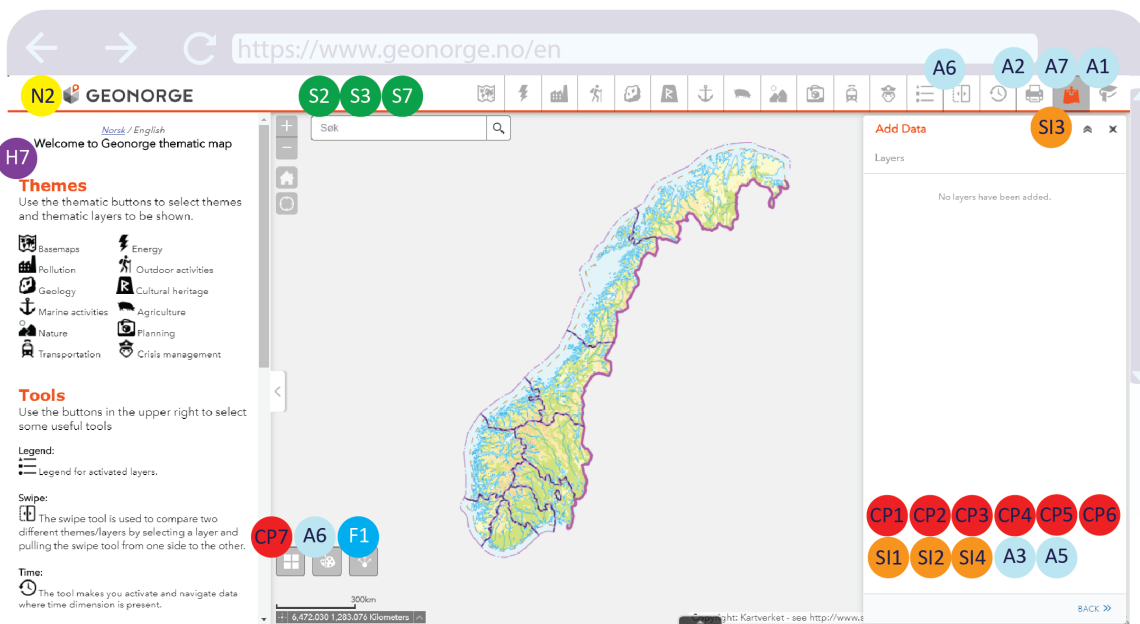 https://www.geonorge.no/en
A6 A2 A7 A1
N2 GEONORGE S2 S3 S7
SI3
Norsk / English
H7 Welcome to Geonorge thematic map
Themes
Use the thematic buttons to select themes
and thematic layers to be shown.
Basemaps Energy
Pollution Outdoor activities
Geology Cultural heritage
Marine activities Agriculture
Nature Planning
Transportation Crisis management
Tools
Use the buttons in the upper right to select
some useful tools
Legend:
Legend for activated layers.
Swipe:
The swipe tool is used to compare two
different themes/layers by selecting a layer and
pulling the swipe tool from one side to the other.
Time:
The tool makes you activate and navigate data
where time dimension is present.
+
Søk
−
CP7 A6 F1
300km
6,472.030 1,283.076 Kilometers
Copyright: Kartverket - see http://www.s
Add Data
Layers
No layers have been added.
CP1 CP2 CP3 CP4 CP5 CP6
SI1 SI2 SI4 A3 A5
BACK